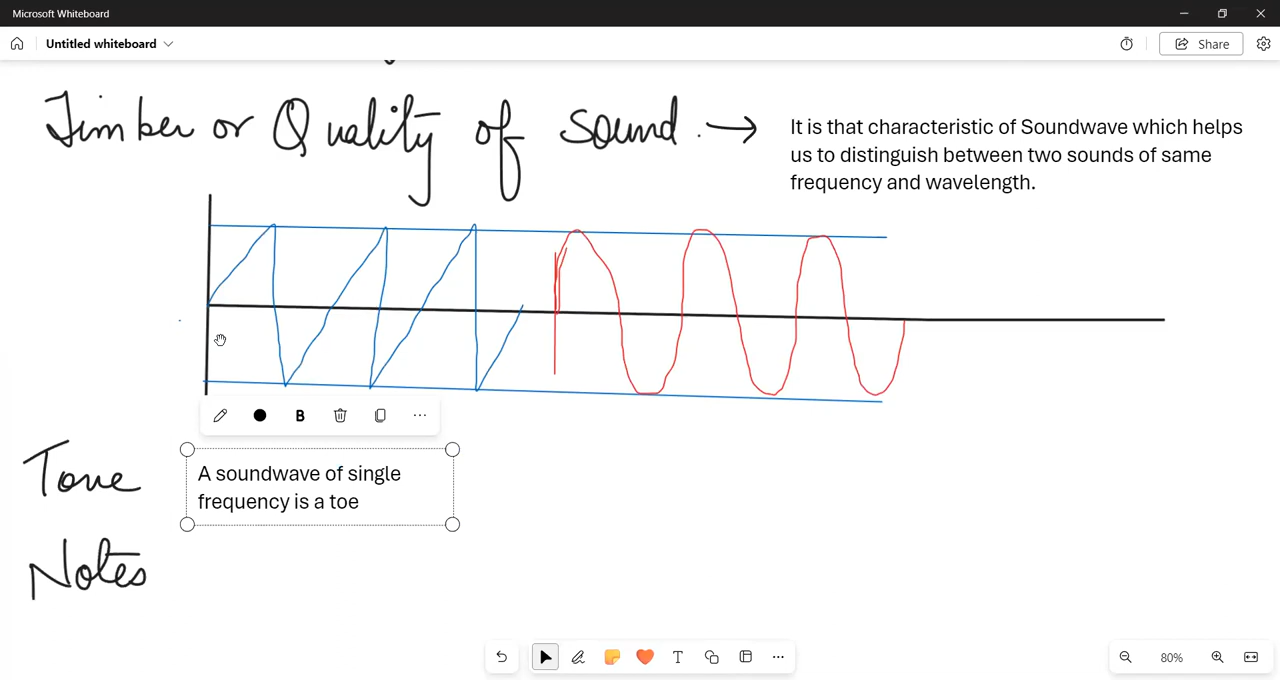 Microsoft Whiteboard
Untitled whiteboard
Share
Timber or Quality of sound. →
It is that characteristic of Soundwave which helps
us to distinguish between two sounds of same
frequency and wavelength.
B
Tone
A soundwave of single
frequency is a toe
Notes
T
80%